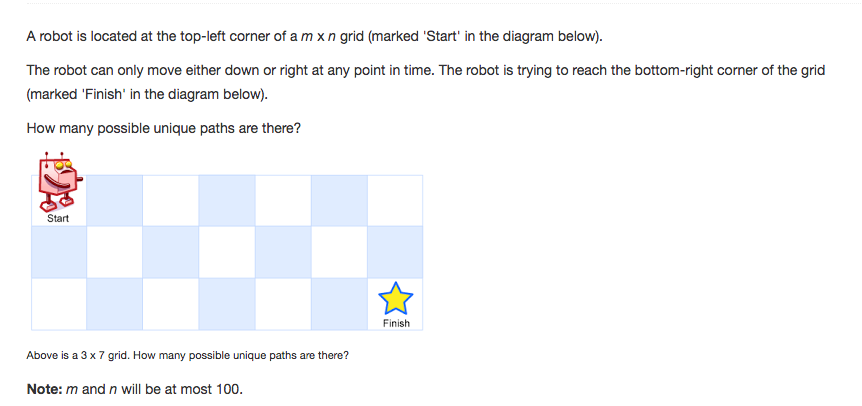 A robot is located at the top-left corner of a m x n grid (marked 'Start' in the diagram below).
The robot can only move either down or right at any point in time. The robot is trying to reach the bottom-right corner of the grid
(marked 'Finish' in the diagram below).
How many possible unique paths are there?
Start
Finish
Above is a 3 x 7 grid. How many possible unique paths are there?
Note: m and n will be at most 100.